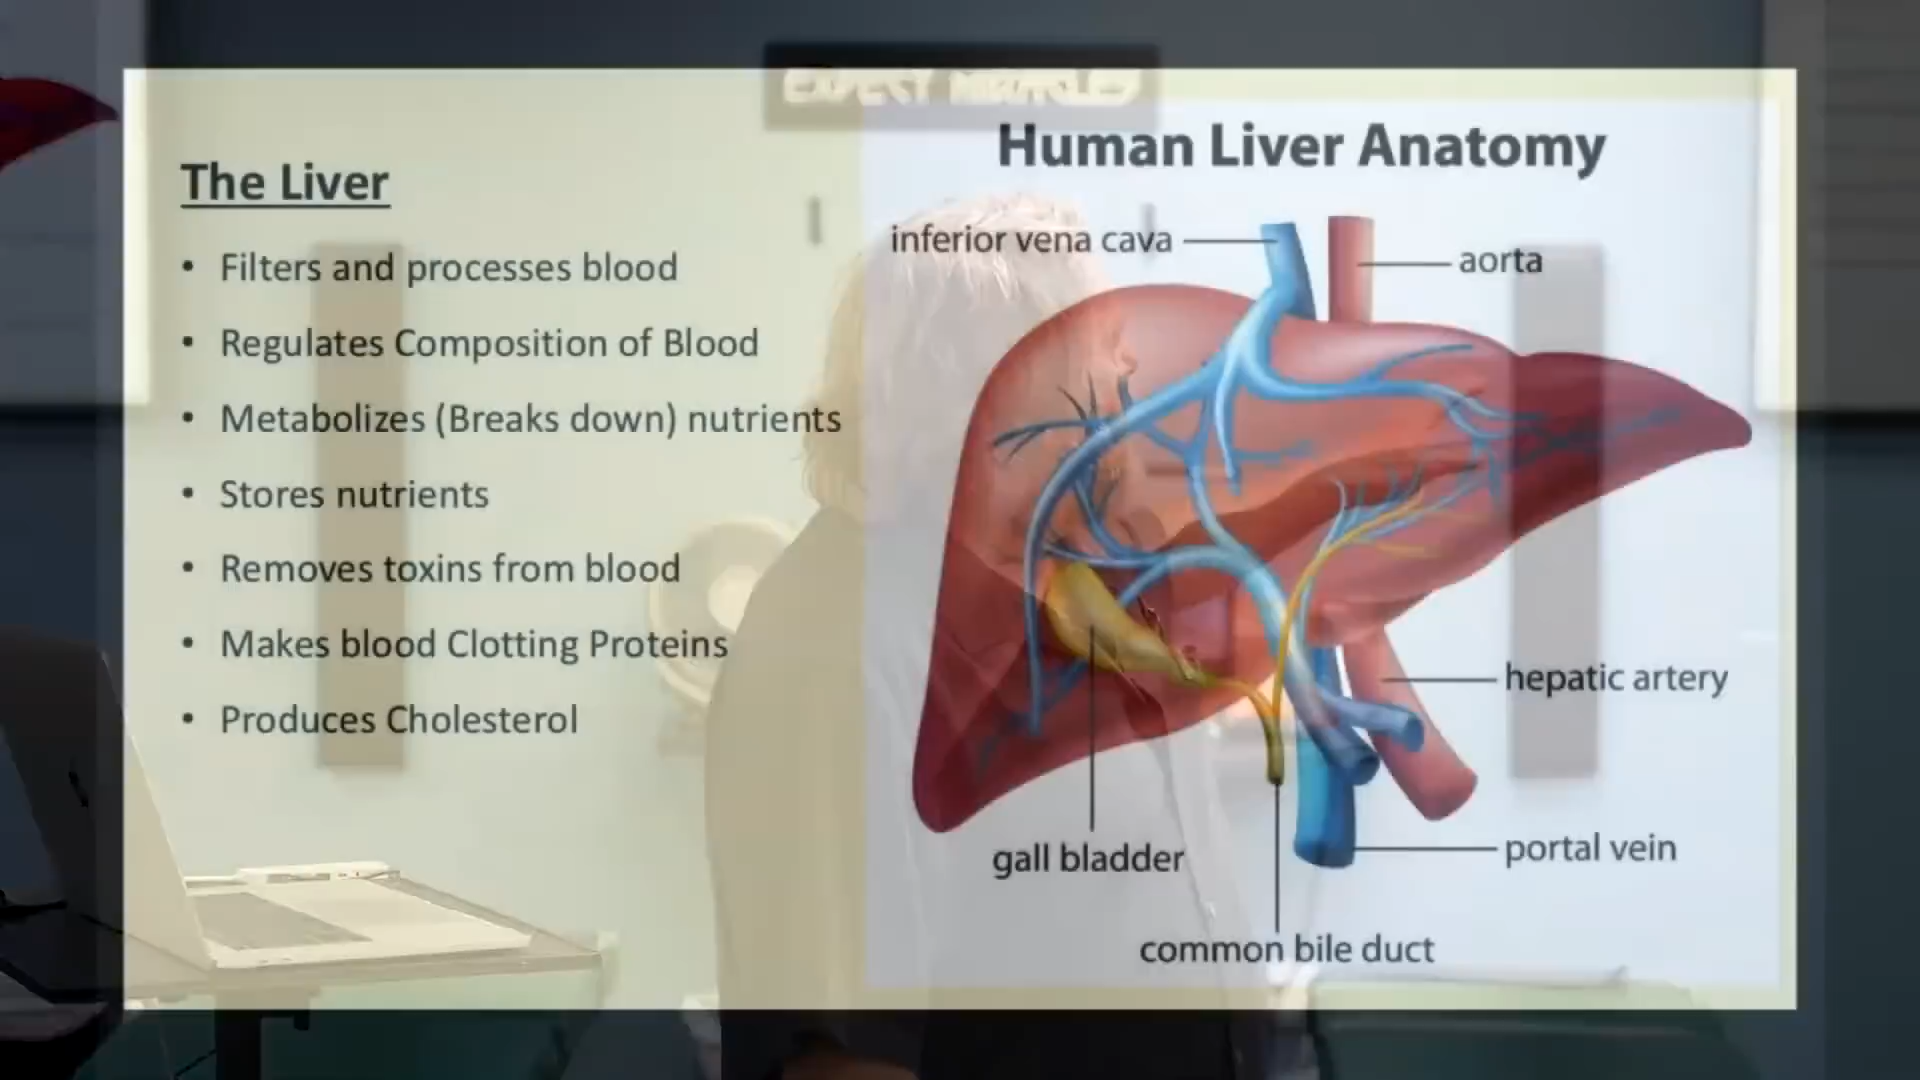 EXPECT MIRACLES
Human Liver Anatomy
The Liver
• Filters and processes blood
• Regulates Composition of Blood
• Metabolizes (Breaks down) nutrients
• Stores nutrients
• Removes toxins from blood
• Makes blood Clotting Proteins
• Produces Cholesterol
inferior vena cava
aorta
hepatic artery
portal vein
gall bladder
common bile duct